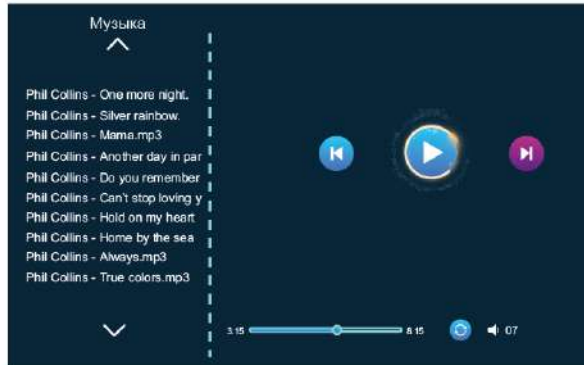 Музыка
Phil Collins - One more night.
Phil Collins - Silver rainbow.
Phil Collins - Mama.mp3
Phil Collins - Another day in par
Phil Collins - Do you remember
Phil Collins - Can't stop loving y
Phil Collins - Hold on my heart
Phil Collins - Home by the sea
Phil Collins - Always.mp3
Phil Collins - True colors.mp3
3.15 8.15 07